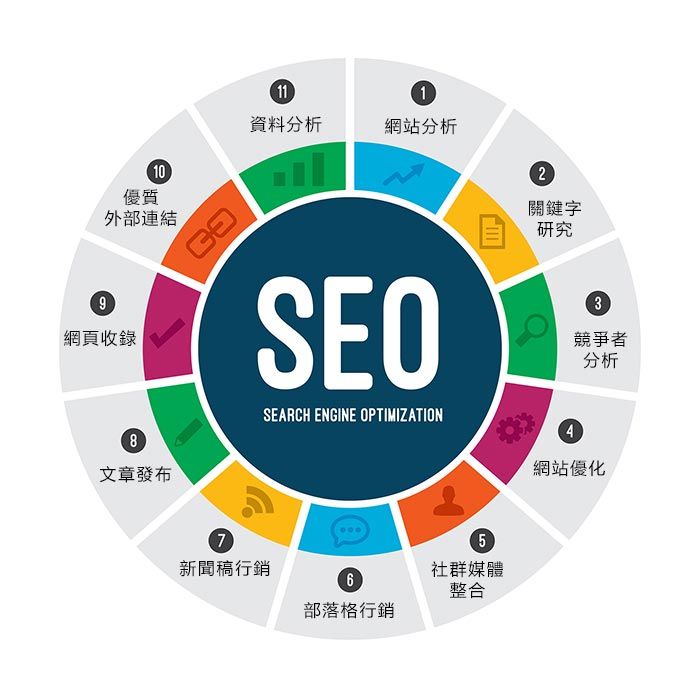 SEO
SEARCH ENGINE OPTIMIZATION
1
網站分析
2
關鍵字
研究
3
競爭者
分析
4
網站優化
5
社群媒體
整合
6
部落格行銷
7
新聞稿行銷
8
文章發布
9
網頁收錄
10
優質
外部連結
11
資料分析